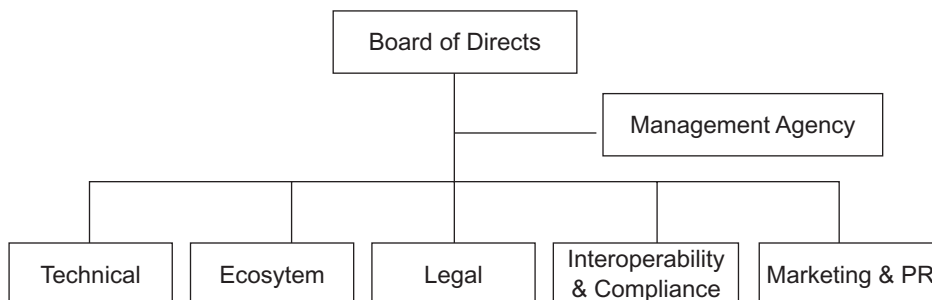 Board of Directs
Management Agency
Technical
Ecosytem
Legal
Interoperability
& Compliance
Marketing & PR